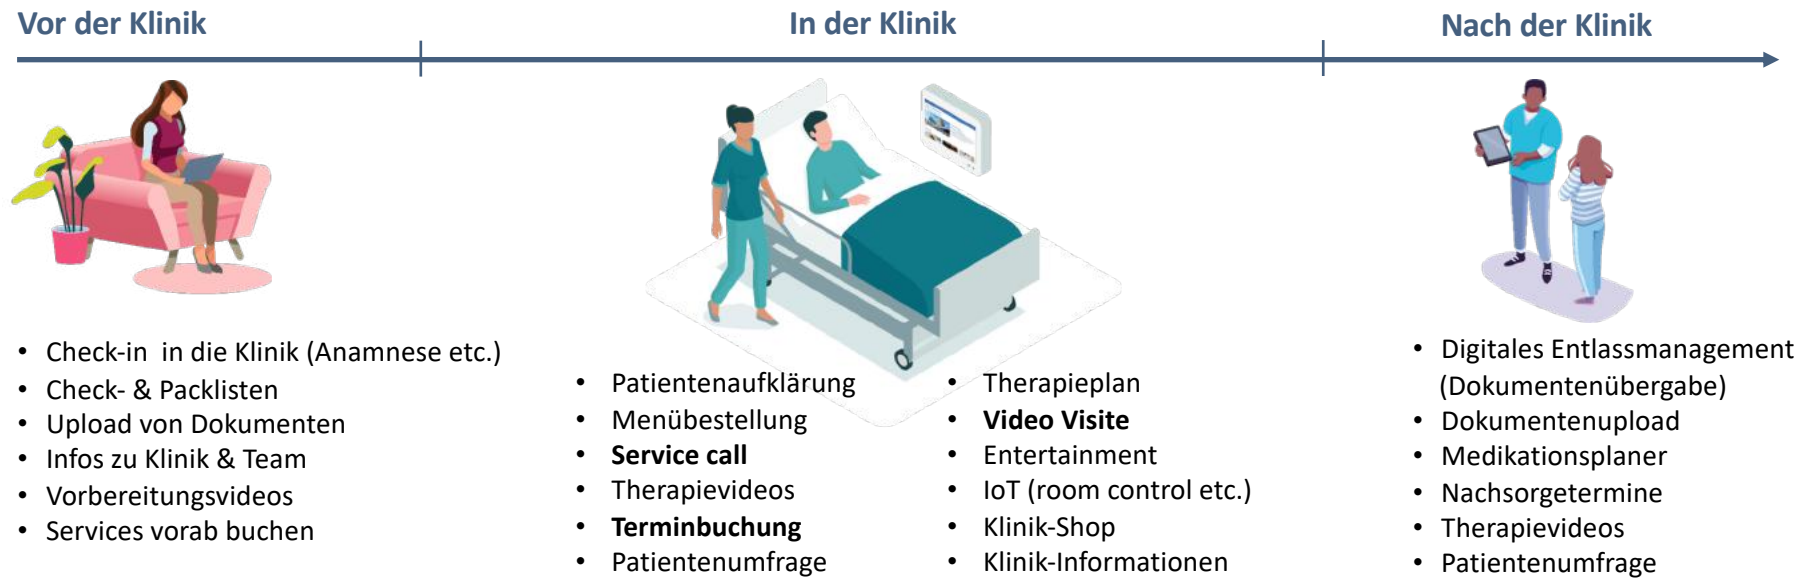 Vor der Klinik
In der Klinik
Nach der Klinik
• Check-in in die Klinik (Anamnese etc.)
• Check- & Packlisten
• Upload von Dokumenten
• Infos zu Klinik & Team
• Vorbereitungsvideos
• Services vorab buchen
• Patientenaufklärung
• Menübestellung
• Service call
• Therapievideos
• Terminbuchung
• Patientenumfrage
• Therapieplan
• Video Visite
• Entertainment
• IoT (room control etc.)
• Klinik-Shop
• Klinik-Informationen
• Digitales Entlassmanagement
(Dokumentenübergabe)
• Dokumentenupload
• Medikationsplaner
• Nachsorgetermine
• Therapievideos
• Patientenumfrage